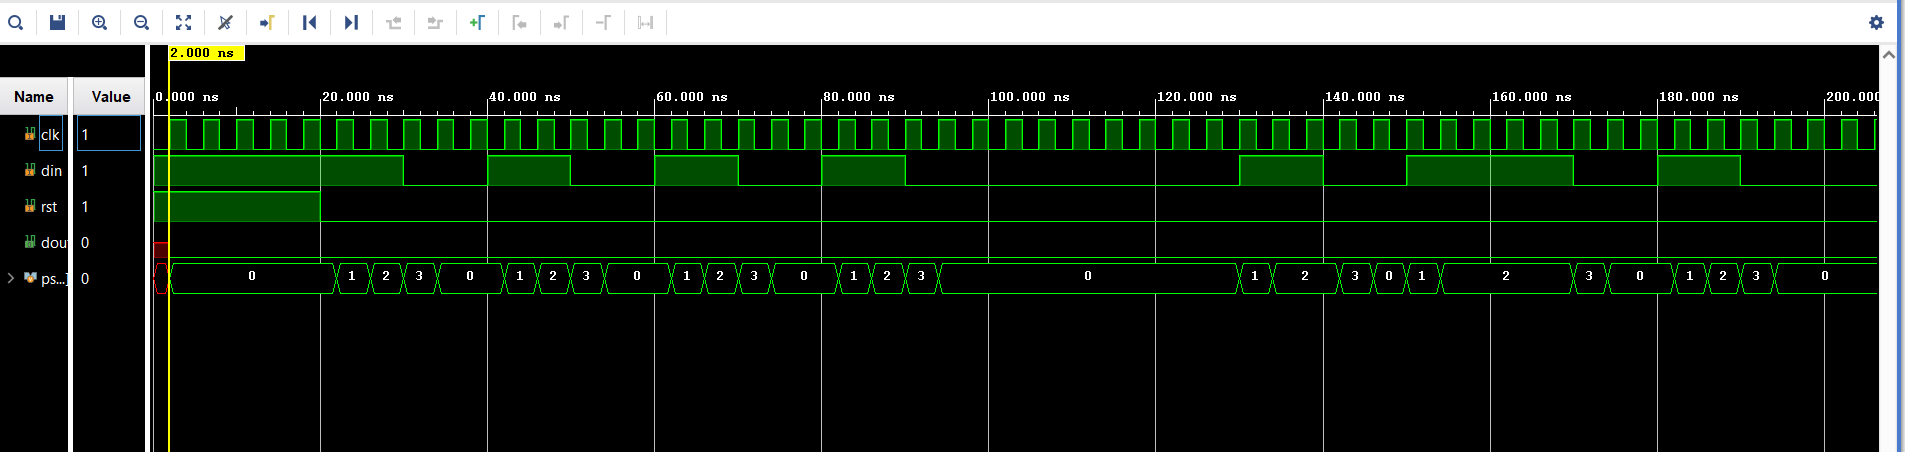 2.000 ns
Name Value
0.000 ns 20.000 ns 40.000 ns 60.000 ns 80.000 ns 100.000 ns 120.000 ns 140.000 ns 160.000 ns 180.000 ns 200.000
clk 1
din 1
rst 1
dou 0
ps...] 0 0 1 2 3 0 1 2 3 0 1 2 3 0 1 2 3 0 1 2 3 0 1 2 3 0 1 2 3 0